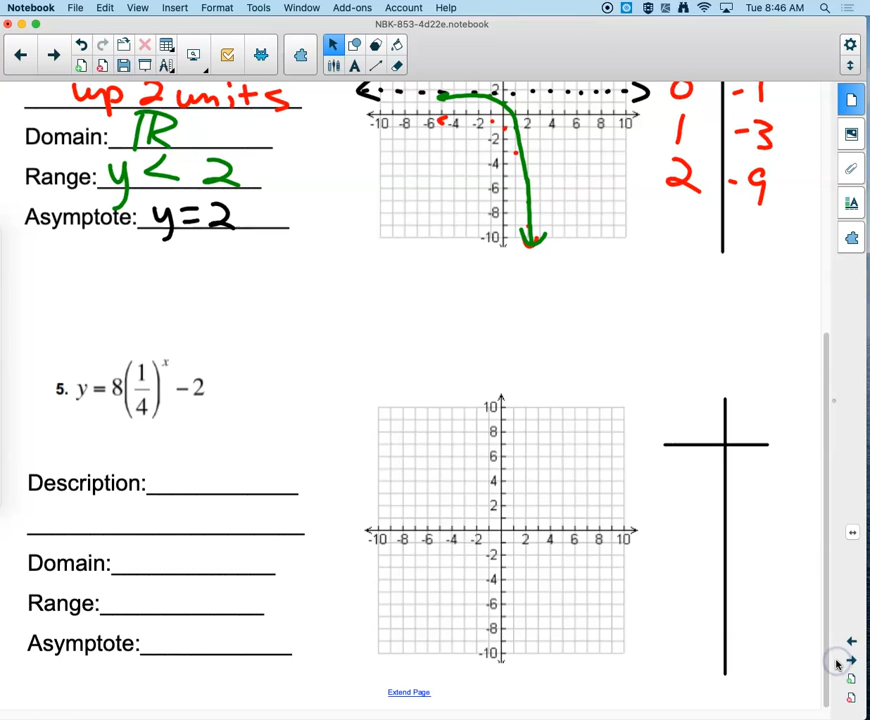 Notebook File Edit View Insert Format Tools Window Add-ons Account Help Tue 8:46 AM
NBK-853-4d22e.notebook
up 2 units
Domain: ℝ
Range: y < 2
Asymptote: y = 2
2
-10 -8 -6 -4 -2 2 4 6 8 10
-2
-4
-6
-8
-10
0 -1
1 -3
2 -9
5. y = 8(1/4)^x - 2
Description:
Domain:
Range:
Asymptote:
10
8
6
4
2
-10 -8 -6 -4 -2 2 4 6 8 10
-2
-4
-6
-8
-10
Extend Page